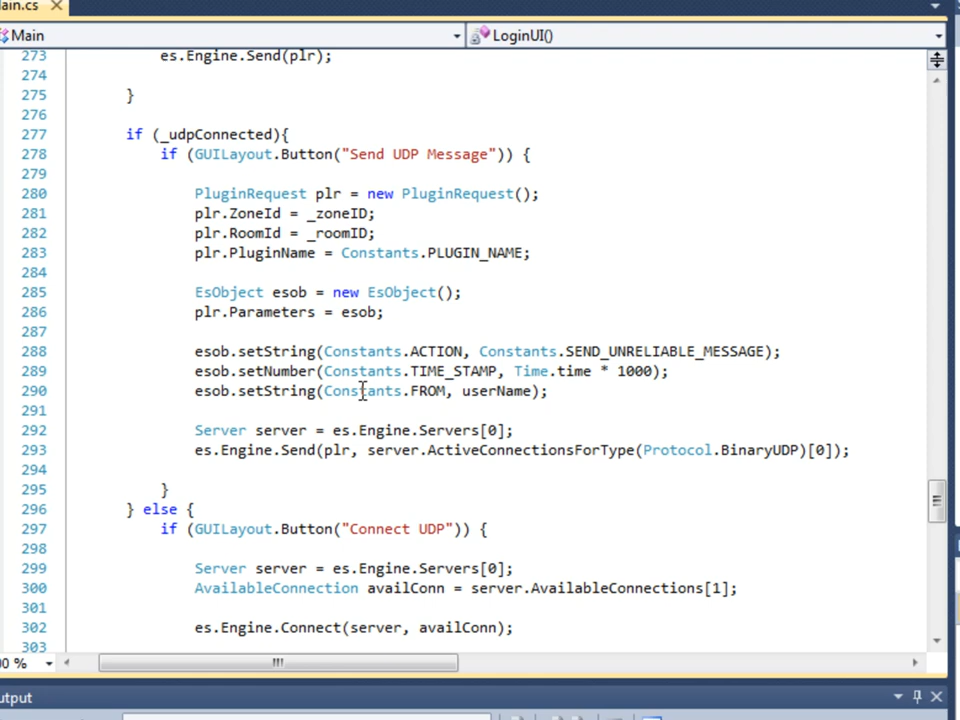 ain.cs
Main
LoginUI()
273 es.Engine.Send(plr);
274
275 }
276
277 if (_udpConnected){
278 if (GUILayout.Button("Send UDP Message")) {
279
280 PluginRequest plr = new PluginRequest();
281 plr.ZoneId = _zoneID;
282 plr.RoomId = _roomID;
283 plr.PluginName = Constants.PLUGIN_NAME;
284
285 EsObject esob = new EsObject();
286 plr.Parameters = esob;
287
288 esob.setString(Constants.ACTION, Constants.SEND_UNRELIABLE_MESSAGE);
289 esob.setNumber(Constants.TIME_STAMP, Time.time * 1000);
290 esob.setString(Constants.FROM, userName);
291
292 Server server = es.Engine.Servers[0];
293 es.Engine.Send(plr, server.ActiveConnectionsForType(Protocol.BinaryUDP)[0]);
294
295 }
296 } else {
297 if (GUILayout.Button("Connect UDP")) {
298
299 Server server = es.Engine.Servers[0];
300 AvailableConnection availConn = server.AvailableConnections[1];
301
302 es.Engine.Connect(server, availConn);
303
0 %
utput